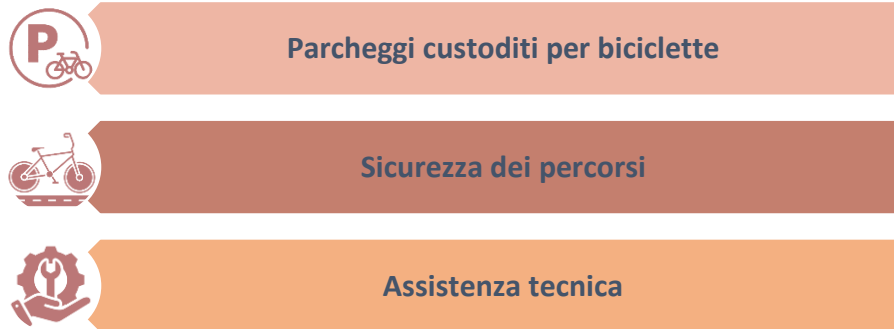 P
Parcheggi custoditi per biciclette
Sicurezza dei percorsi
Assistenza tecnica